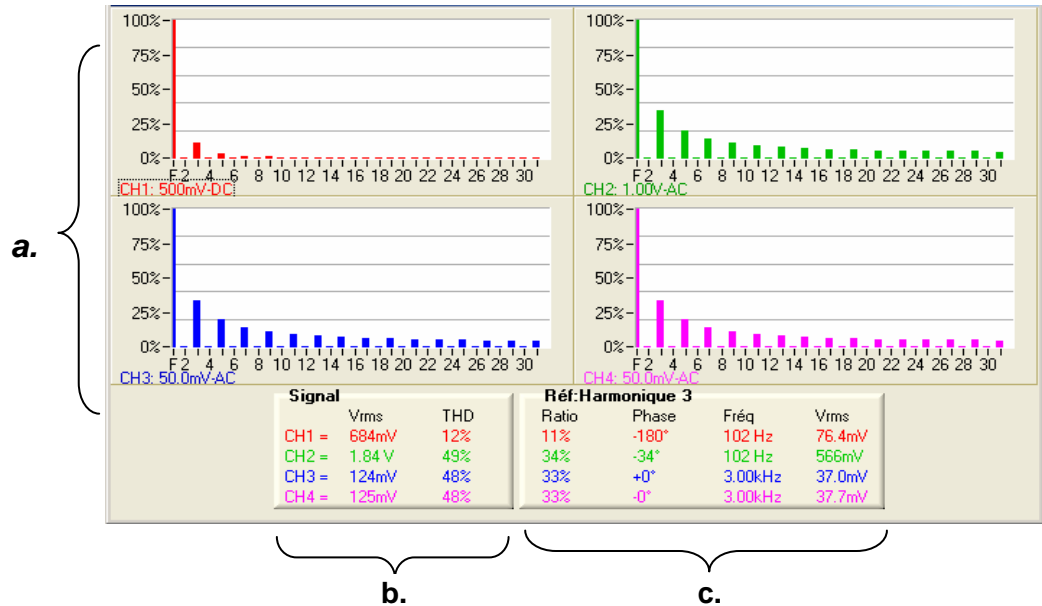 100%
75%
50%
25%
0%
F 2 4 6 8 10 12 14 16 18 20 22 24 26 28 30
CH1: 500mV-DC
100%
75%
50%
25%
0%
F 2 4 6 8 10 12 14 16 18 20 22 24 26 28 30
CH2: 1.00V-AC
a.
100%
75%
50%
25%
0%
F 2 4 6 8 10 12 14 16 18 20 22 24 26 28 30
CH3: 50.0mV-AC
100%
75%
50%
25%
0%
F 2 4 6 8 10 12 14 16 18 20 22 24 26 28 30
CH4: 50.0mV-AC
Signal
Vrms THD
CH1 = 684mV 12%
CH2 = 1.84 V 49%
CH3 = 124mV 48%
CH4 = 125mV 48%
Réf:Harmonique 3
Ratio Phase Fréq Vrms
11% -180° 102 Hz 76.4mV
34% -34° 102 Hz 566mV
33% +0° 3.00kHz 37.0mV
33% -0° 3.00kHz 37.7mV
b.
c.